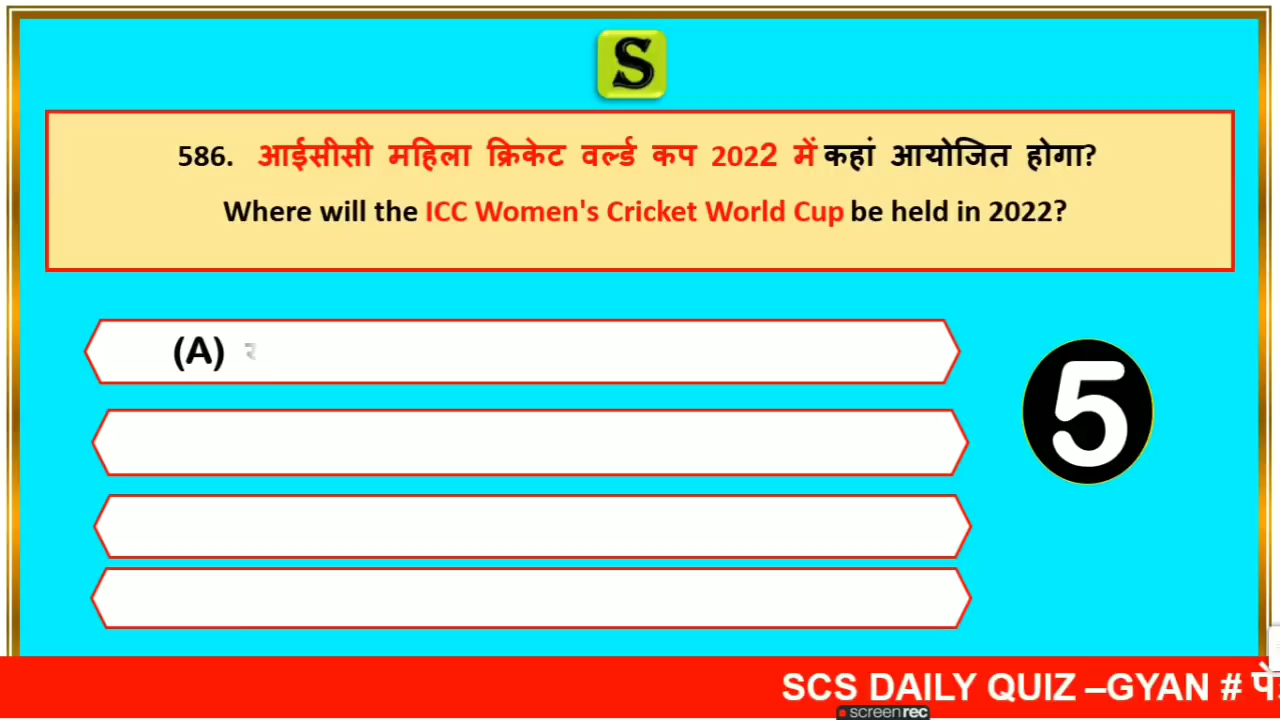 S
586. आईसीसी महिला क्रिकेट वर्ल्ड कप 2022 में कहां आयोजित होगा?
Where will the ICC Women's Cricket World Cup be held in 2022?
(A)
5
SCS DAILY QUIZ –GYAN #
screenrec